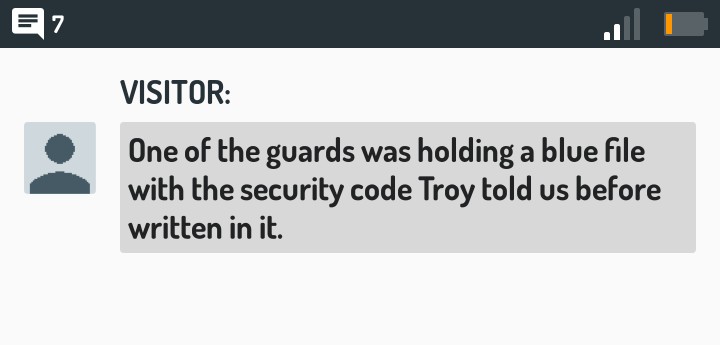 7
VISITOR:
One of the guards was holding a blue file
with the security code Troy told us before
written in it.